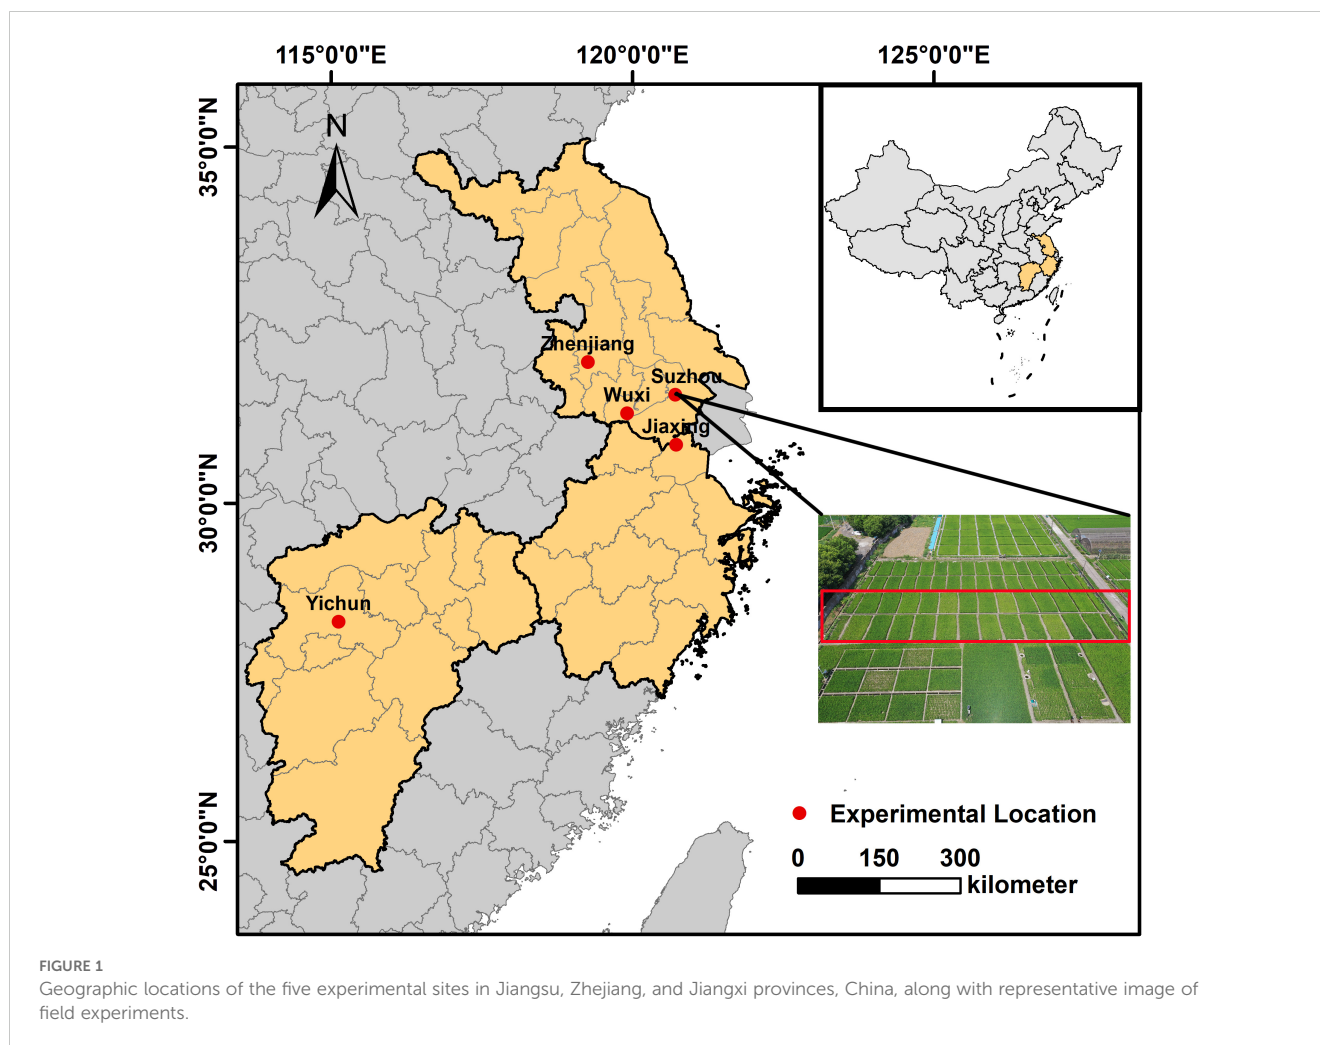 115°0'0"E 120°0'0"E 125°0'0"E
35°0'0"N
N
Zhenjiang
Suzhou
Wuxi
Jiaxing
30°0'0"N
Yichun
25°0'0"N
Experimental Location
0 150 300
kilometer
FIGURE 1
Geographic locations of the five experimental sites in Jiangsu, Zhejiang, and Jiangxi provinces, China, along with representative image of
field experiments.